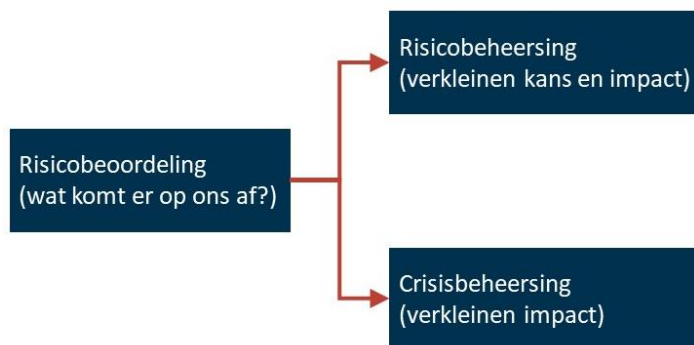 Risicobeheersing
(verkleinen kans en impact)
Risicobeoordeling
(wat komt er op ons af?)
Crisisbeheersing
(verkleinen impact)